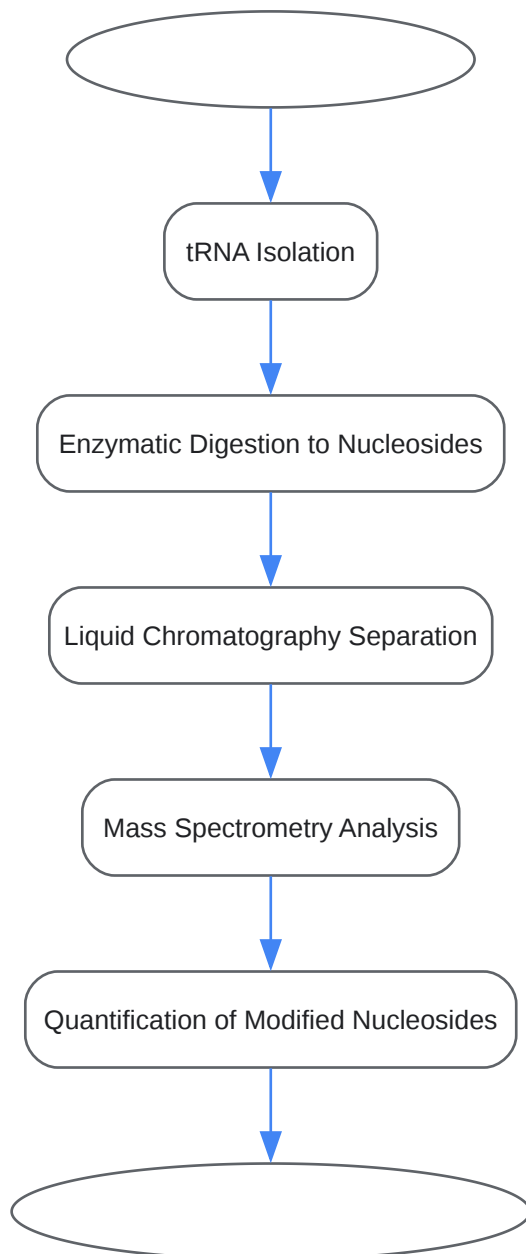 tRNA Isolation
Enzymatic Digestion to Nucleosides
Liquid Chromatography Separation
Mass Spectrometry Analysis
Quantification of Modified Nucleosides